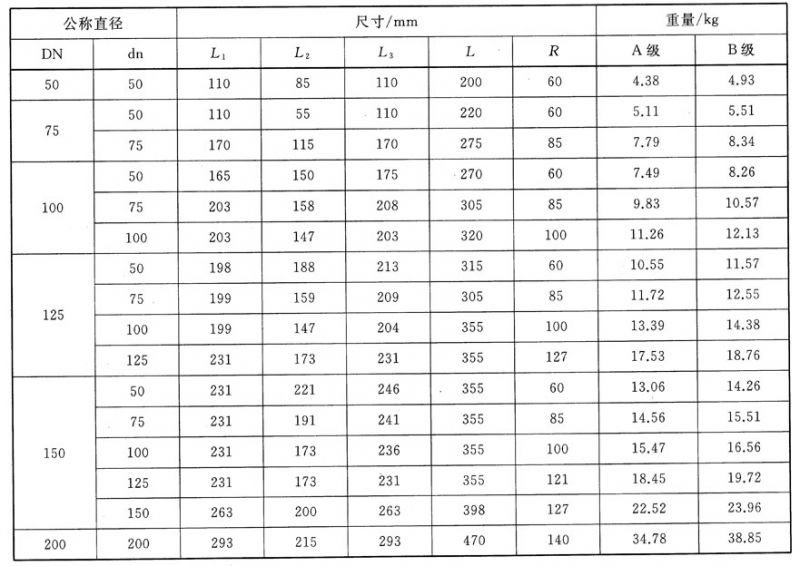 公称直径 尺寸/mm 重量/kg
DN dn L₁ L₂ L₃ L R A 级 B 级
50 50 110 85 110 200 60 4.38 4.93
75 50 110 55 110 220 60 5.11 5.51
75 170 115 170 275 85 7.79 8.34
100 50 165 150 175 270 60 7.49 8.26
75 203 158 208 305 85 9.83 10.57
100 203 147 203 320 100 11.26 12.13
125 50 198 188 213 315 60 10.55 11.57
75 199 159 209 305 85 11.72 12.55
100 199 147 204 355 100 13.39 14.38
125 231 173 231 355 127 17.53 18.76
150 50 231 221 246 355 60 13.06 14.26
75 231 191 241 355 85 14.56 15.51
100 231 173 236 355 100 15.47 16.56
125 231 173 231 355 121 18.45 19.72
150 263 200 263 398 127 22.52 23.96
200 200 293 215 293 470 140 34.78 38.85